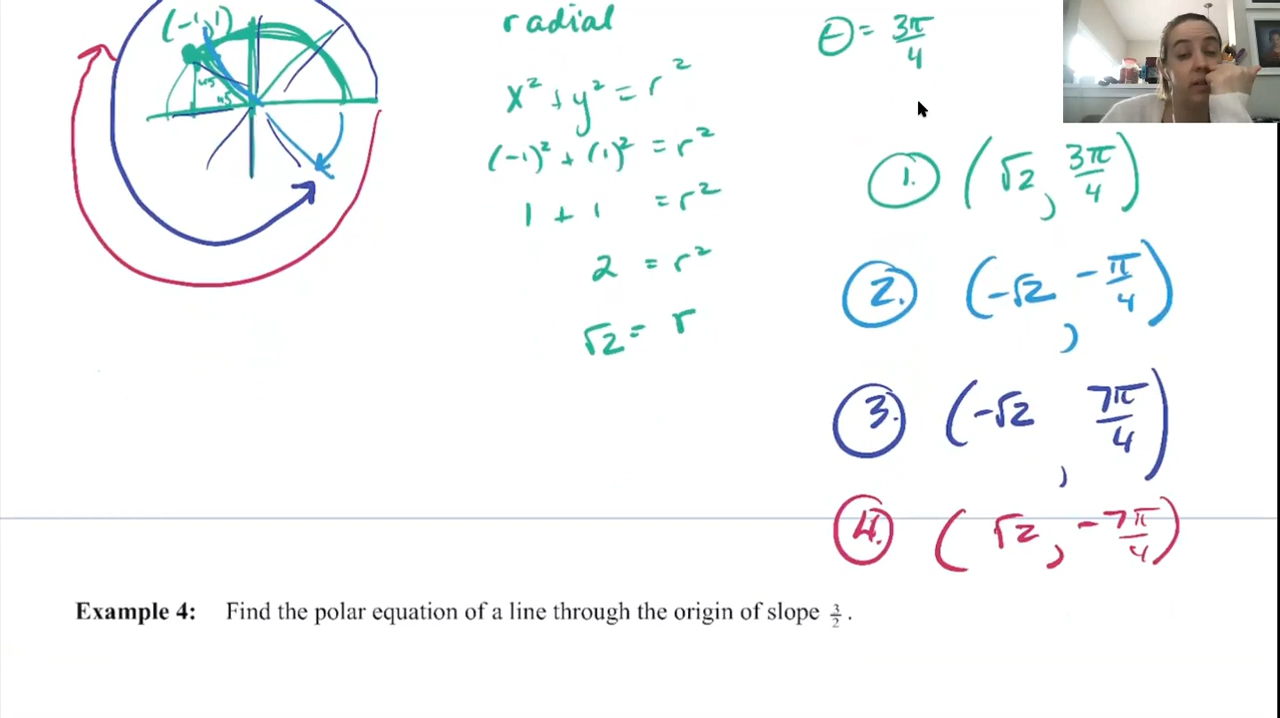 (-1,1)
45
45
radial
x² + y² = r²
(-1)² + (1)² = r²
1 + 1 = r²
2 = r²
√2 = r
θ = 3π/4
1. (√2, 3π/4)
2. (-√2, -π/4)
3. (-√2, 7π/4)
4. (√2, -7π/4)
Example 4: Find the polar equation of a line through the origin of slope 3/2.